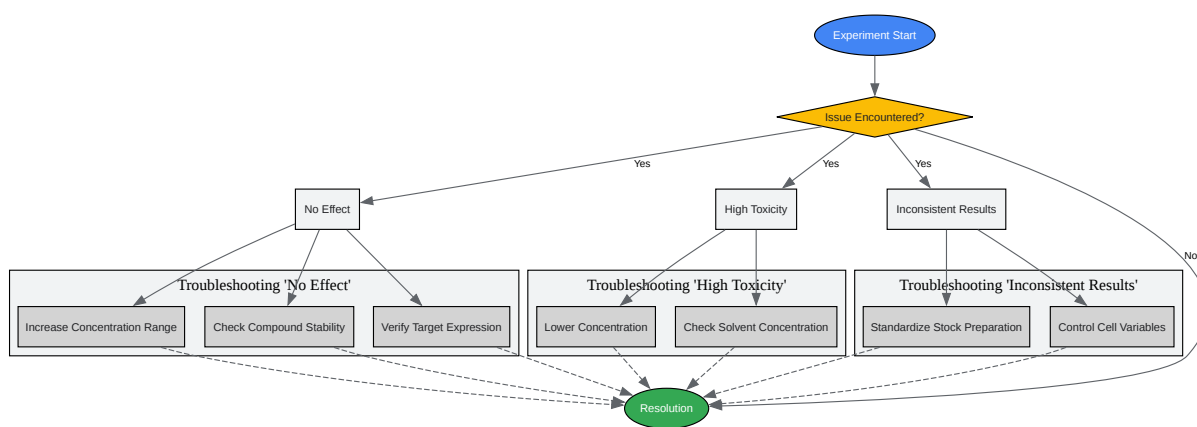 Experiment Start
Issue Encountered?
Yes
Yes
Yes
No Effect
High Toxicity
Inconsistent Results
No
Troubleshooting 'No Effect'
Troubleshooting 'High Toxicity'
Troubleshooting 'Inconsistent Results'
Increase Concentration Range
Check Compound Stability
Verify Target Expression
Lower Concentration
Check Solvent Concentration
Standardize Stock Preparation
Control Cell Variables
Resolution